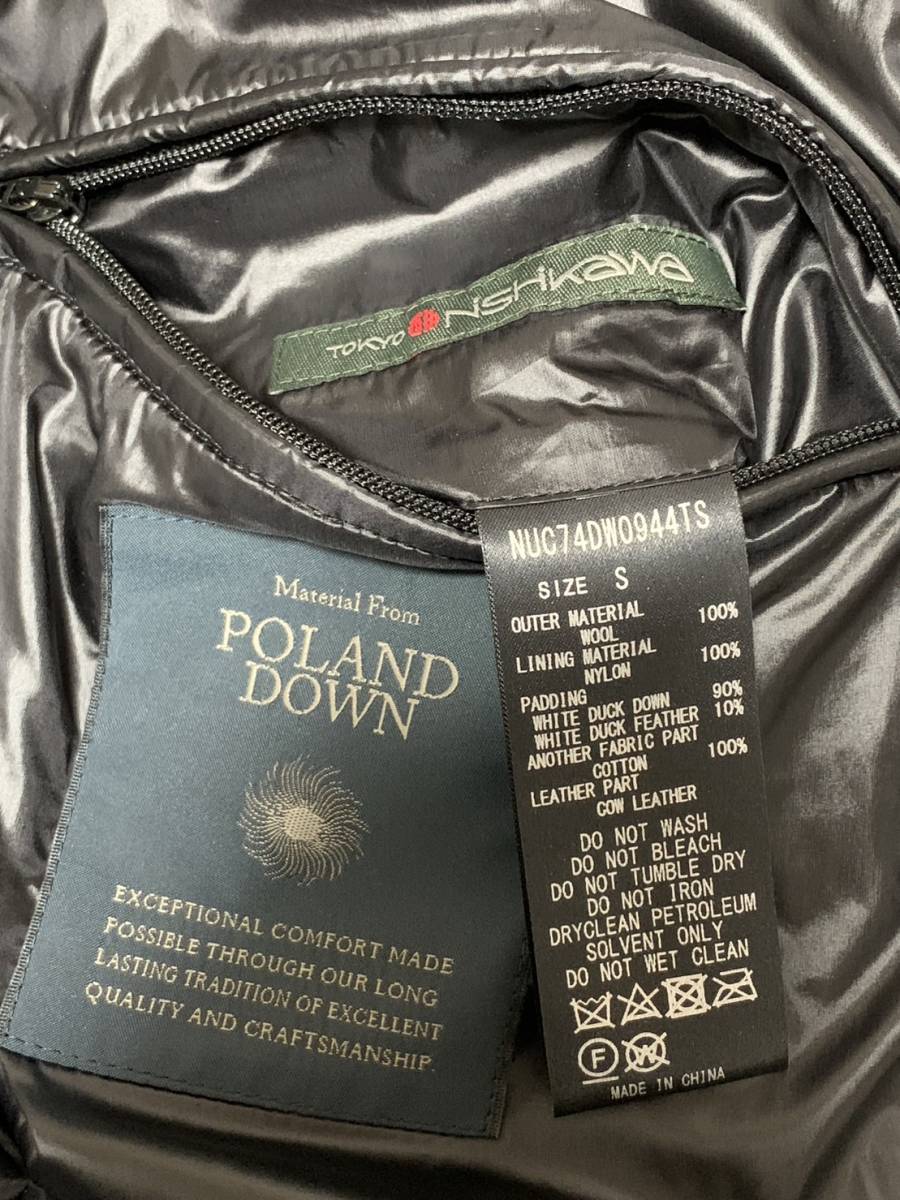 TOKYO NSHKAWA
Material From
POLAND
DOWN
EXCEPTIONAL COMFORT MADE
POSSIBLE THROUGH OUR LONG
LASTING TRADITION OF EXCELLENT
QUALITY AND CRAFTSMANSHIP.
NUC74DW0944TS
SIZE S
OUTER MATERIAL 100%
WOOL
LINING MATERIAL 100%
NYLON
PADDING
WHITE DUCK DOWN 90%
WHITE DUCK FEATHER 10%
ANOTHER FABRIC PART
COTTON 100%
LEATHER PART
COW LEATHER
DO NOT WASH
DO NOT BLEACH
DO NOT TUMBLE DRY
DO NOT IRON
DRYCLEAN PETROLEUM
SOLVENT ONLY
DO NOT WET CLEAN
F W
MADE IN CHINA